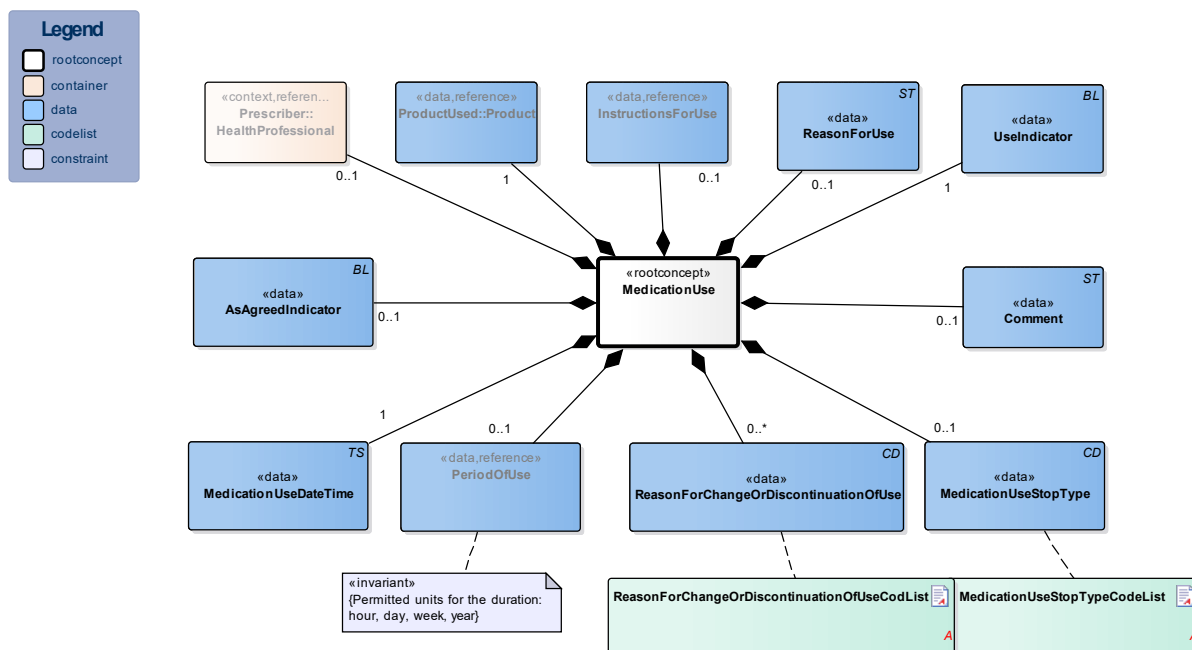 Legend
rootconcept
container
data
codelist
constraint
«context,referen...
Prescriber::
HealthProfessional
0..1
«data,reference»
ProductUsed::Product
1
«data,reference»
InstructionsForUse
0..1
ST
«data»
ReasonForUse
0..1
BL
«data»
UseIndicator
1
BL
«data»
AsAgreedIndicator
0..1
«rootconcept»
MedicationUse
ST
«data»
Comment
0..1
1
0..1
0..*
0..1
TS
«data»
MedicationUseDateTime
«data,reference»
PeriodOfUse
CD
«data»
ReasonForChangeOrDiscontinuationOfUse
CD
«data»
MedicationUseStopType
«invariant»
{Permitted units for the duration:
hour, day, week, year}
ReasonForChangeOrDiscontinuationOfUseCodList
A
MedicationUseStopTypeCodeList